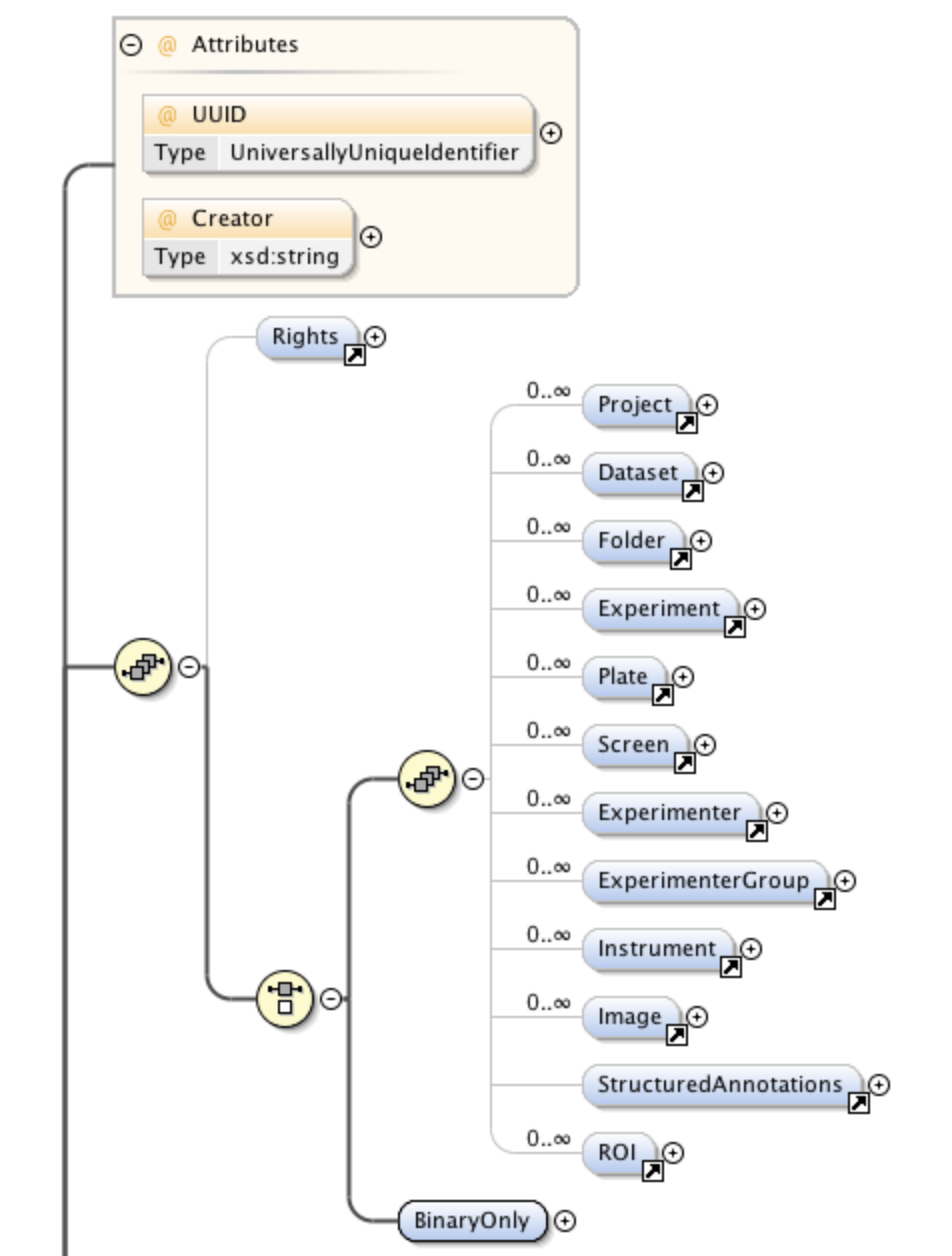 @ Attributes
@ UUID
Type UniversallyUniqueIdentifier
@ Creator
Type xsd:string
Rights
0..∞ Project
0..∞ Dataset
0..∞ Folder
0..∞ Experiment
0..∞ Plate
0..∞ Screen
0..∞ Experimenter
0..∞ ExperimenterGroup
0..∞ Instrument
0..∞ Image
StructuredAnnotations
0..∞ ROI
BinaryOnly